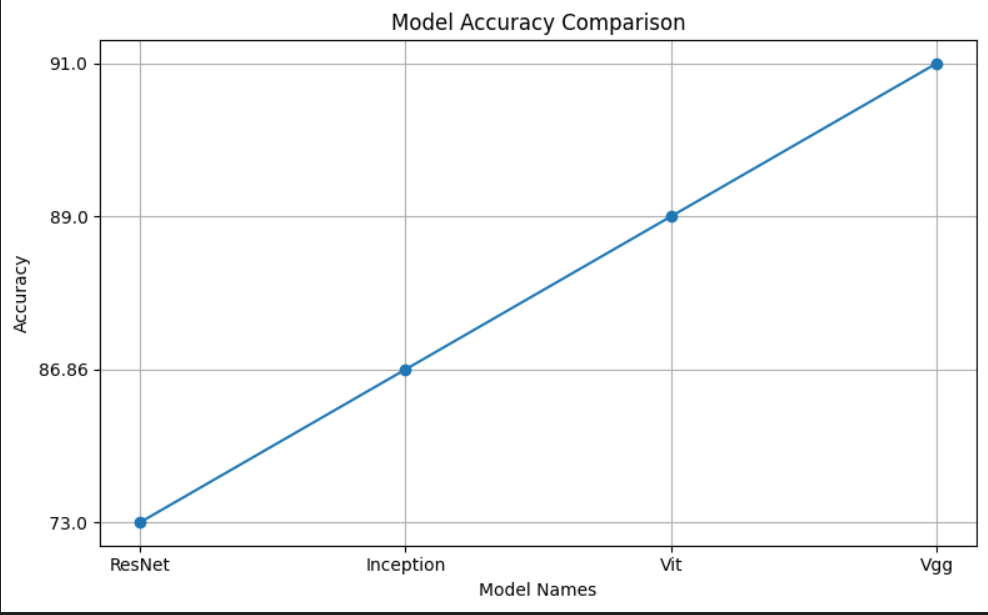 Model Accuracy Comparison
91.0
89.0
86.86
73.0
Accuracy
ResNet Inception Vit Vgg
Model Names